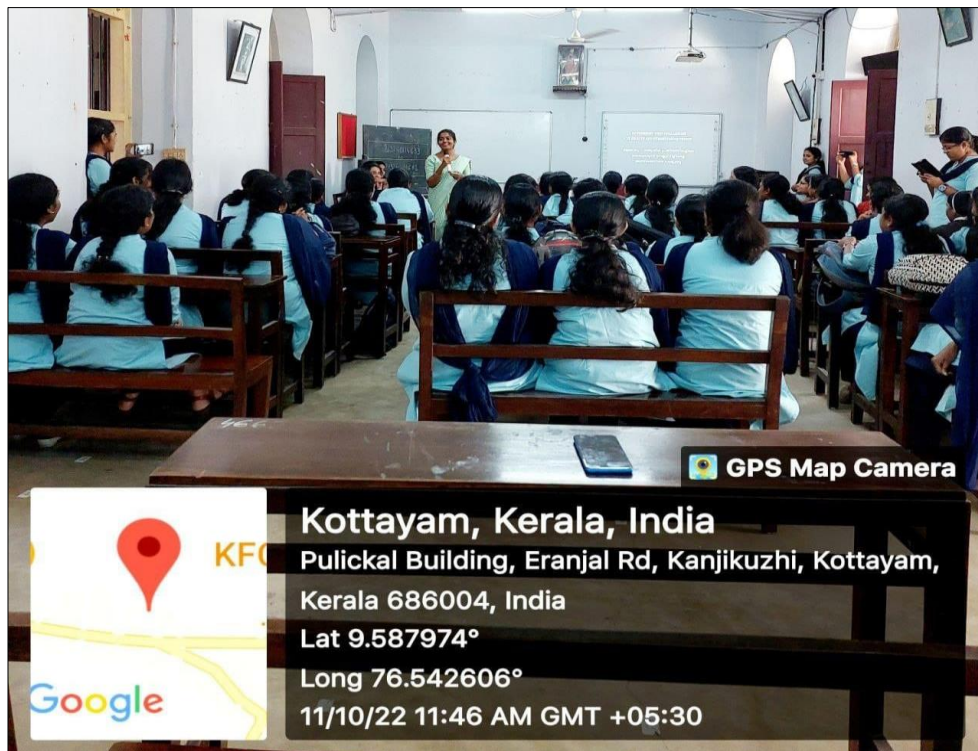 GPS Map Camera
KFC
Kottayam, Kerala, India
Pulickal Building, Eranjal Rd, Kanjikuzhi, Kottayam,
Kerala 686004, India
Lat 9.587974°
Long 76.542606°
11/10/22 11:46 AM GMT +05:30
Google